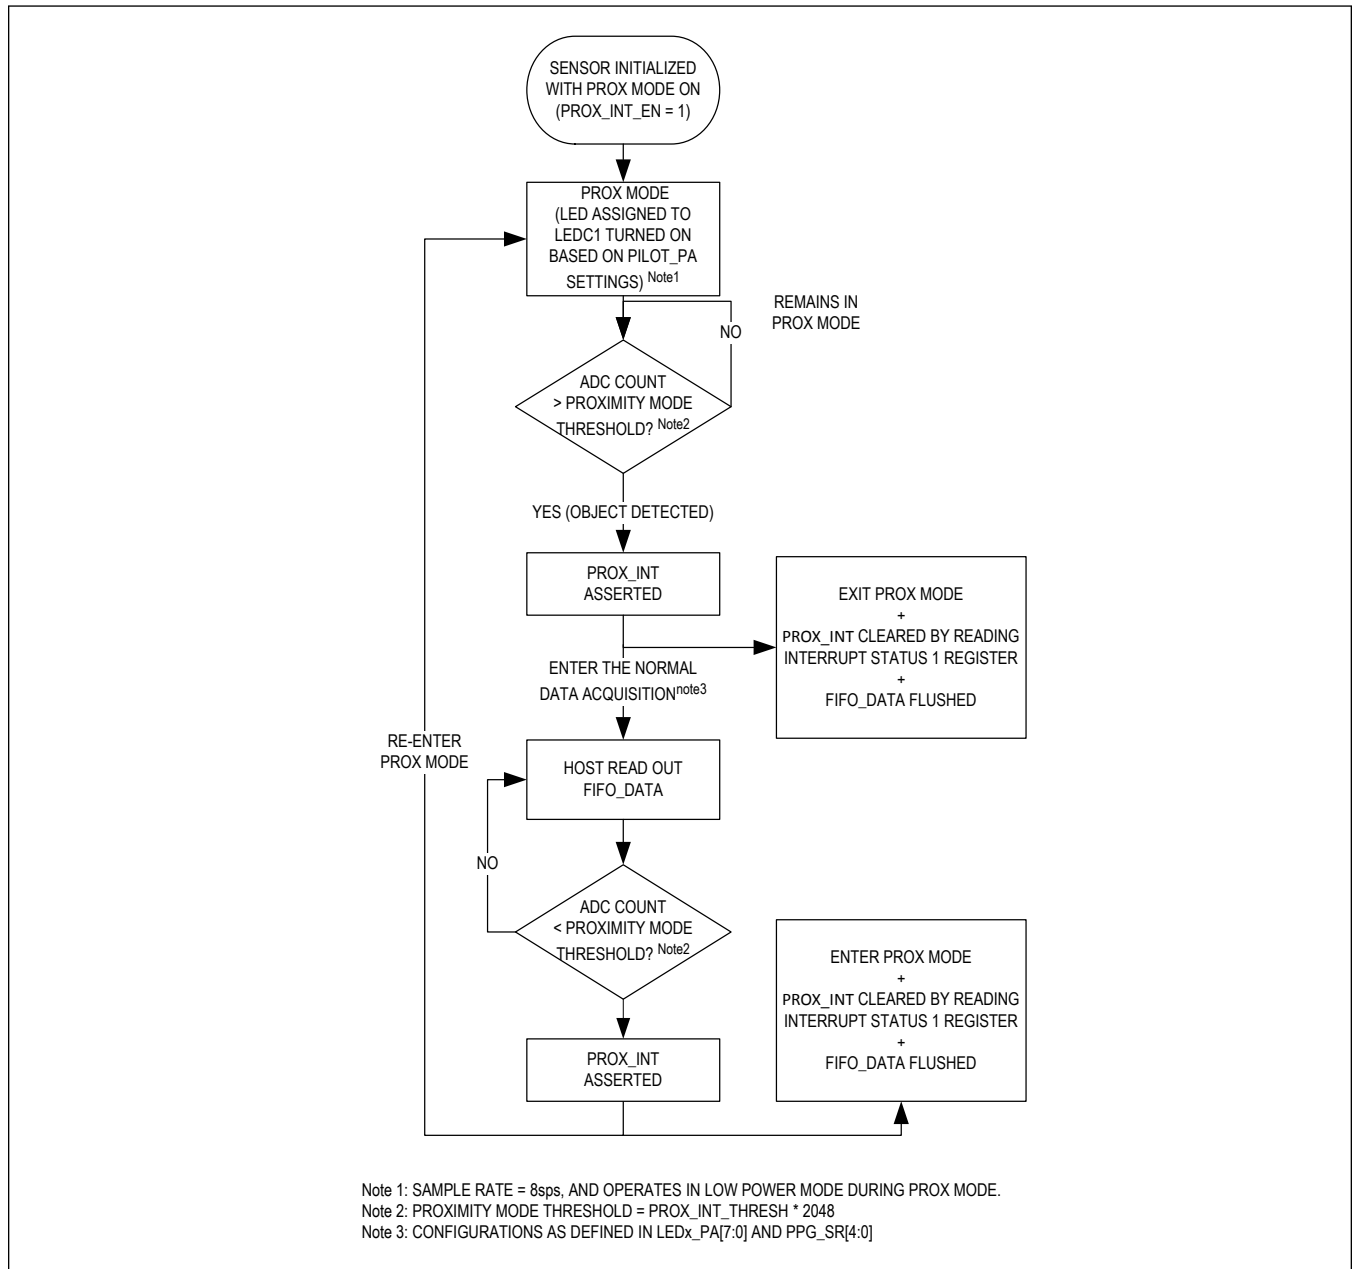 SENSOR INITIALIZED
WITH PROX MODE ON
(PROX_INT_EN = 1)
PROX MODE
(LED ASSIGNED TO
LEDC1 TURNED ON
BASED ON PILOT_PA
SETTINGS) Note1
REMAINS IN
PROX MODE
NO
ADC COUNT
> PROXIMITY MODE
THRESHOLD? Note2
YES (OBJECT DETECTED)
PROX_INT
ASSERTED
EXIT PROX MODE
+
PROX_INT CLEARED BY READING
INTERRUPT STATUS 1 REGISTER
+
FIFO_DATA FLUSHED
ENTER THE NORMAL
DATA ACQUISITIONnote3
RE-ENTER
PROX MODE
HOST READ OUT
FIFO_DATA
NO
ADC COUNT
< PROXIMITY MODE
THRESHOLD? Note2
ENTER PROX MODE
+
PROX_INT CLEARED BY READING
INTERRUPT STATUS 1 REGISTER
+
FIFO_DATA FLUSHED
PROX_INT
ASSERTED
Note 1: SAMPLE RATE = 8sps, AND OPERATES IN LOW POWER MODE DURING PROX MODE.
Note 2: PROXIMITY MODE THRESHOLD = PROX_INT_THRESH * 2048
Note 3: CONFIGURATIONS AS DEFINED IN LEDx_PA[7:0] AND PPG_SR[4:0]